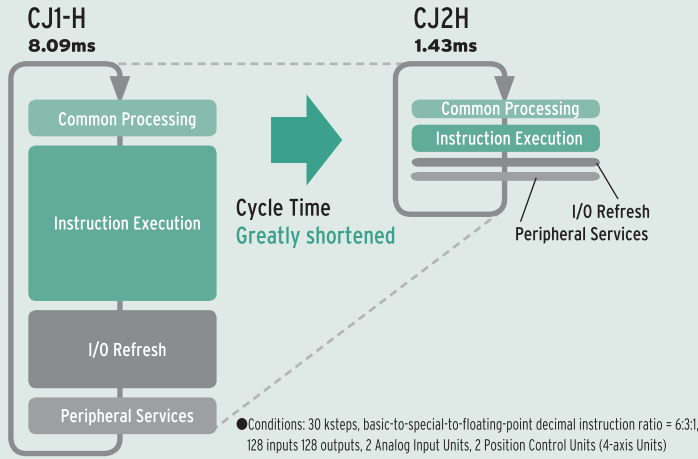 CJ1-H
8.09ms
Common Processing
Instruction Execution
I/O Refresh
Peripheral Services
Cycle Time
Greatly shortened
CJ2H
1.43ms
Common Processing
Instruction Execution
I/O Refresh
Peripheral Services
●Conditions: 30 ksteps, basic-to-special-to-floating-point decimal instruction ratio = 6:3:1,
128 inputs 128 outputs, 2 Analog Input Units, 2 Position Control Units (4-axis Units)